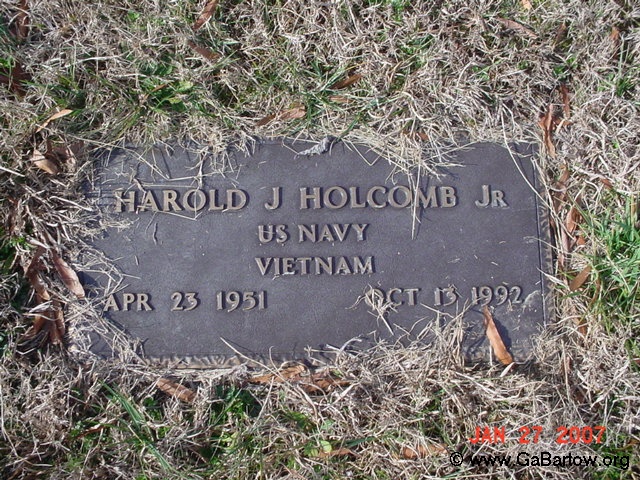 HAROLD J HOLCOMB JR
US NAVY
VIETNAM
APR 23 1951 OCT 13 1992
JAN 27 2007
© www.GaBartow.org